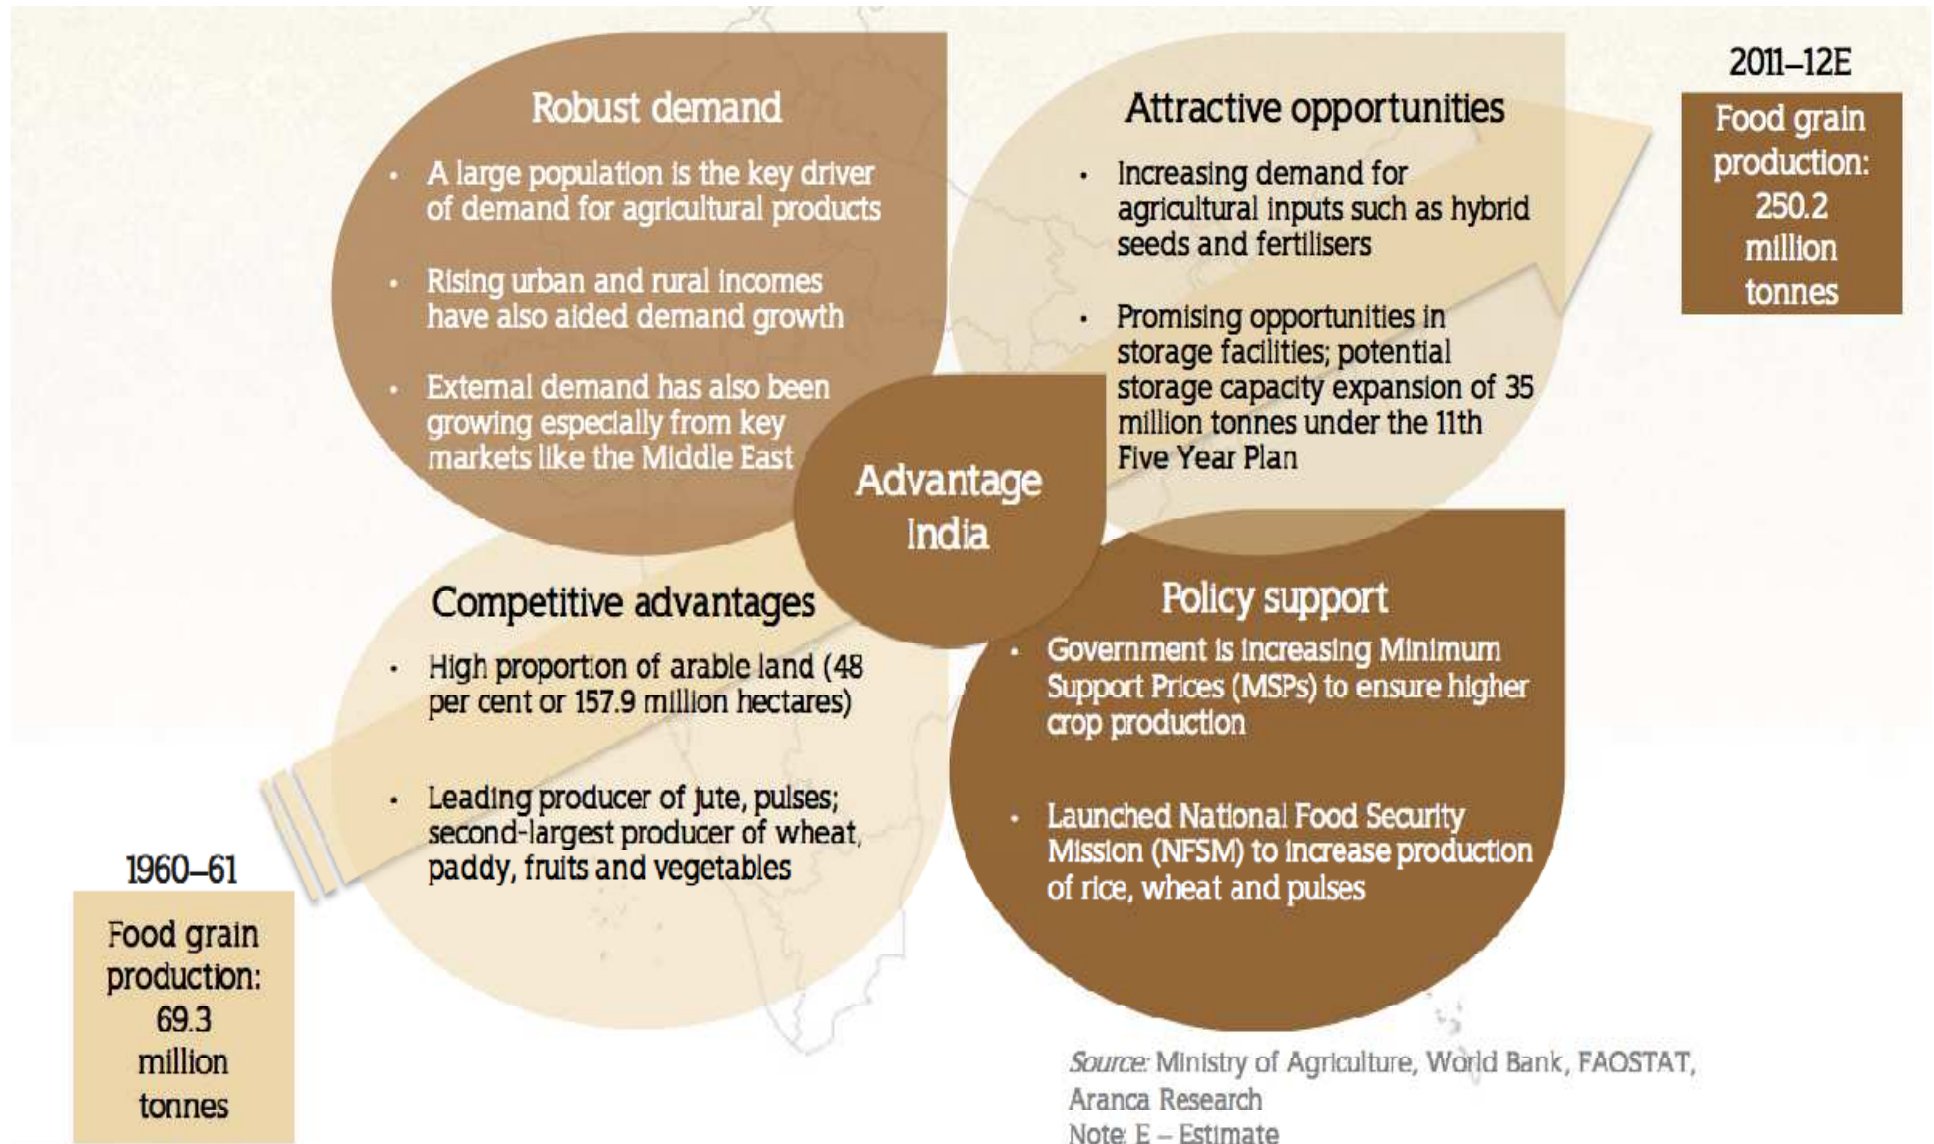 Robust demand
• A large population is the key driver
of demand for agricultural products
• Rising urban and rural incomes
have also aided demand growth
• External demand has also been
growing especially from key
markets like the Middle East
Attractive opportunities
• Increasing demand for
agricultural inputs such as hybrid
seeds and fertilisers
• Promising opportunities in
storage facilities; potential
storage capacity expansion of 35
million tonnes under the 11th
Five Year Plan
2011–12E
Food grain
production:
250.2
million
tonnes
Advantage
India
Competitive advantages
• High proportion of arable land (48
per cent or 157.9 million hectares)
• Leading producer of jute, pulses;
second-largest producer of wheat,
paddy, fruits and vegetables
Policy support
• Government is increasing Minimum
Support Prices (MSPs) to ensure higher
crop production
• Launched National Food Security
Mission (NFSM) to increase production
of rice, wheat and pulses
1960–61
Food grain
production:
69.3
million
tonnes
Source: Ministry of Agriculture, World Bank, FAOSTAT,
Aranca Research
Note: E – Estimate